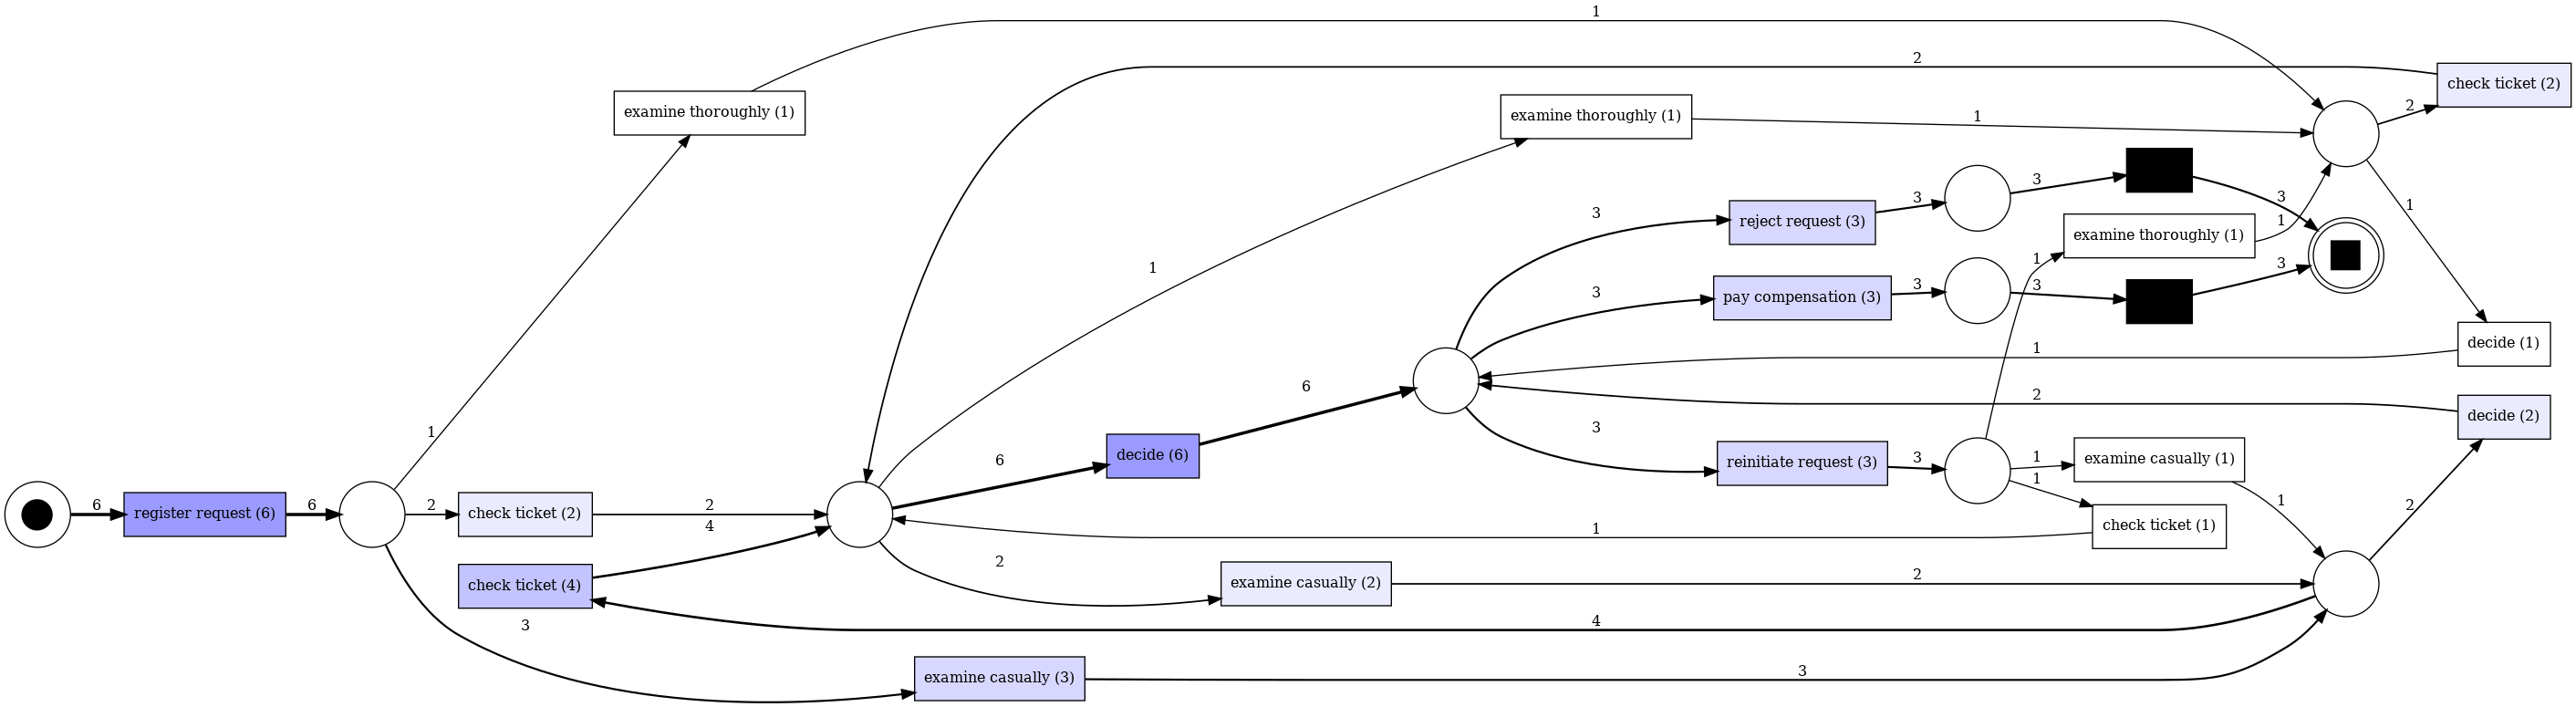 1
2
check ticket (2)
examine thoroughly (1)
2
examine thoroughly (1)
1
3
3
3
1
reject request (3)
3
examine thoroughly (1)
1
1
1
3
3
pay compensation (3)
3
3
decide (1)
1
6
2
decide (2)
1
3
decide (6)
6
reinitiate request (3)
3
1
examine casually (1)
1
1
6
register request (6)
6
2
check ticket (2)
2
2
4
1
check ticket (1)
2
check ticket (4)
examine casually (2)
2
3
4
examine casually (3)
3